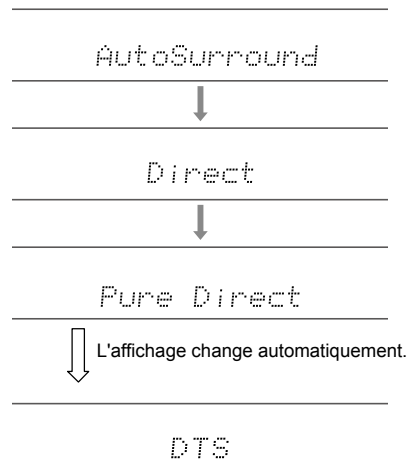 AutoSurround
Direct
Pure Direct
L'affichage change automatiquement.
DTS